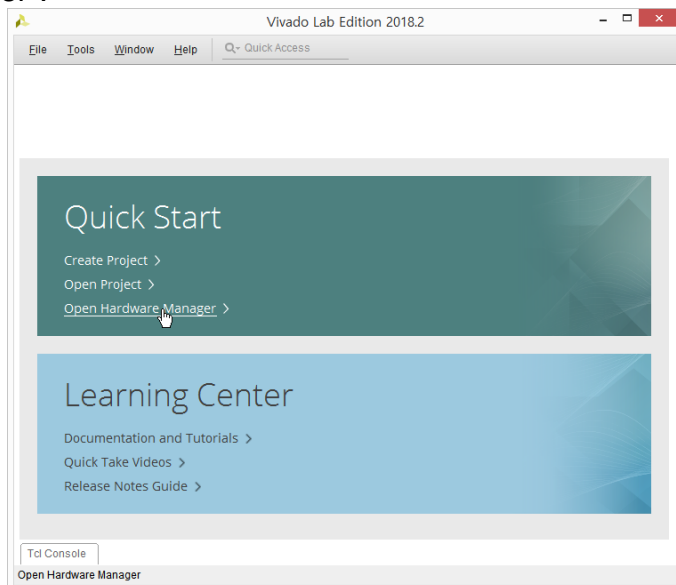 Vivado Lab Edition 2018.2
File Tools Window Help Quick Access
Quick Start
Create Project
Open Project
Open Hardware Manager
Learning Center
Documentation and Tutorials
Quick Take Videos
Release Notes Guide
Tcl Console
Open Hardware Manager